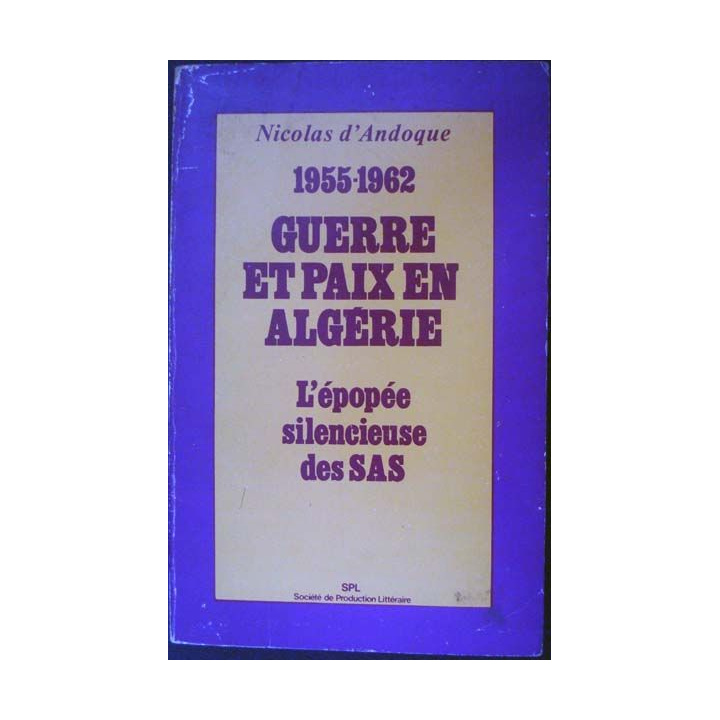 Nicolas d'Andoque
1955-1962
GUERRE
ET PAIX EN
ALGÉRIE
L'épopée
silencieuse
des SAS
SPL
Société de Production Littéraire